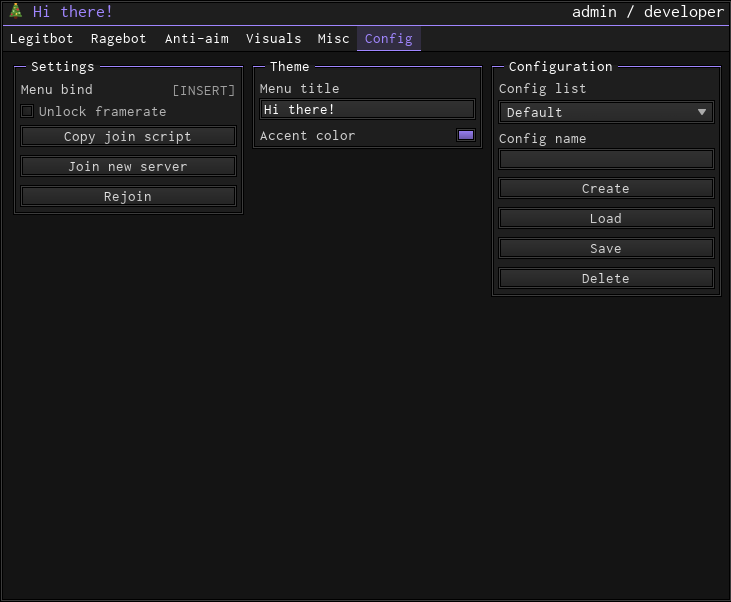 Hi there! admin / developer
Legitbot Ragebot Anti-aim Visuals Misc Config
Settings
Menu bind [INSERT]
Unlock framerate
Copy join script
Join new server
Rejoin
Theme
Menu title
Hi there!
Accent color
Configuration
Config list
Default
Config name
Create
Load
Save
Delete